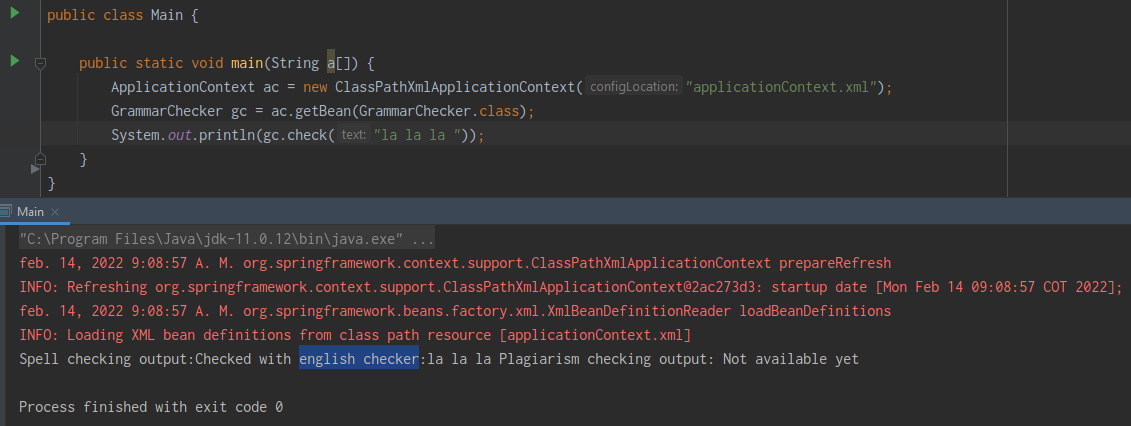 public class Main {
public static void main(String a[]) {
ApplicationContext ac = new ClassPathXmlApplicationContext( configLocation: "applicationContext.xml");
GrammarChecker gc = ac.getBean(GrammarChecker.class);
System.out.println(gc.check( text: "la la la "));
}
}
Main ×
"C:\Program Files\Java\jdk-11.0.12\bin\java.exe" ...
feb. 14, 2022 9:08:57 A. M. org.springframework.context.support.ClassPathXmlApplicationContext prepareRefresh
INFO: Refreshing org.springframework.context.support.ClassPathXmlApplicationContext@2ac273d3: startup date [Mon Feb 14 09:08:57 COT 2022];
feb. 14, 2022 9:08:57 A. M. org.springframework.beans.factory.xml.XmlBeanDefinitionReader loadBeanDefinitions
INFO: Loading XML bean definitions from class path resource [applicationContext.xml]
Spell checking output:Checked with english checker:la la la Plagiarism checking output: Not available yet
Process finished with exit code 0